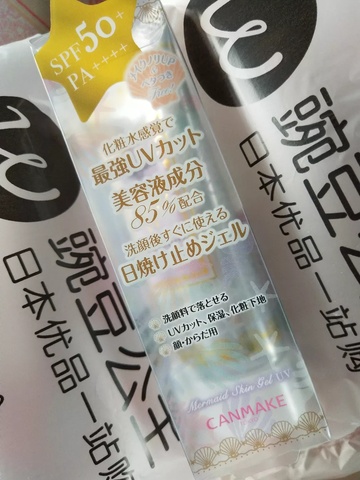 SPF50+
PA++++
化粧水感覚で
最強UVカット
美容液成分
85%配合
洗顔後すぐに使える
日焼け止めジェル
洗顔料で落とせる
UVカット、保湿、化粧下地
顔・からだ用
Mermaid Skin Gel UV
CANMAKE
豌豆公主
日本优品一站购
豌豆公主
日本优品一站购